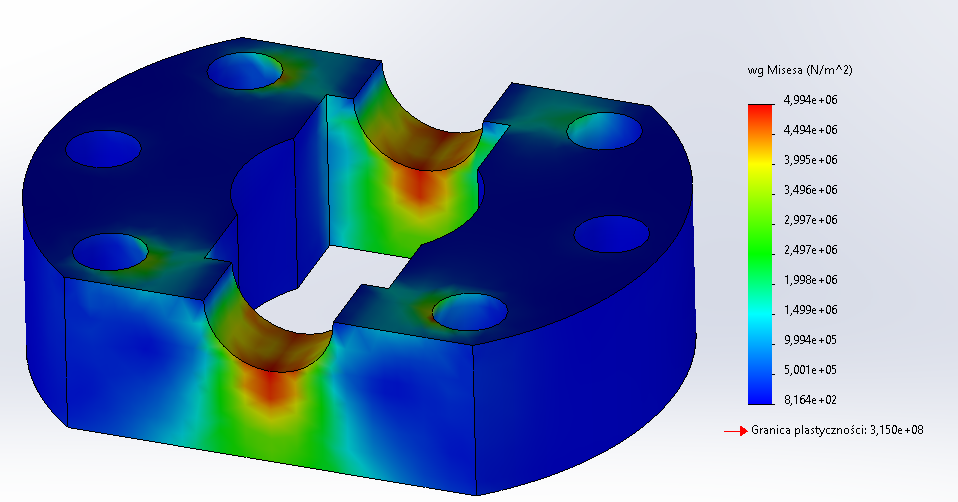 wg Misesa (N/m^2)
4,994e+06
4,494e+06
3,995e+06
3,496e+06
2,997e+06
2,497e+06
1,998e+06
1,499e+06
9,994e+05
5,001e+05
8,164e+02
Granica plastyczności: 3,150e+08